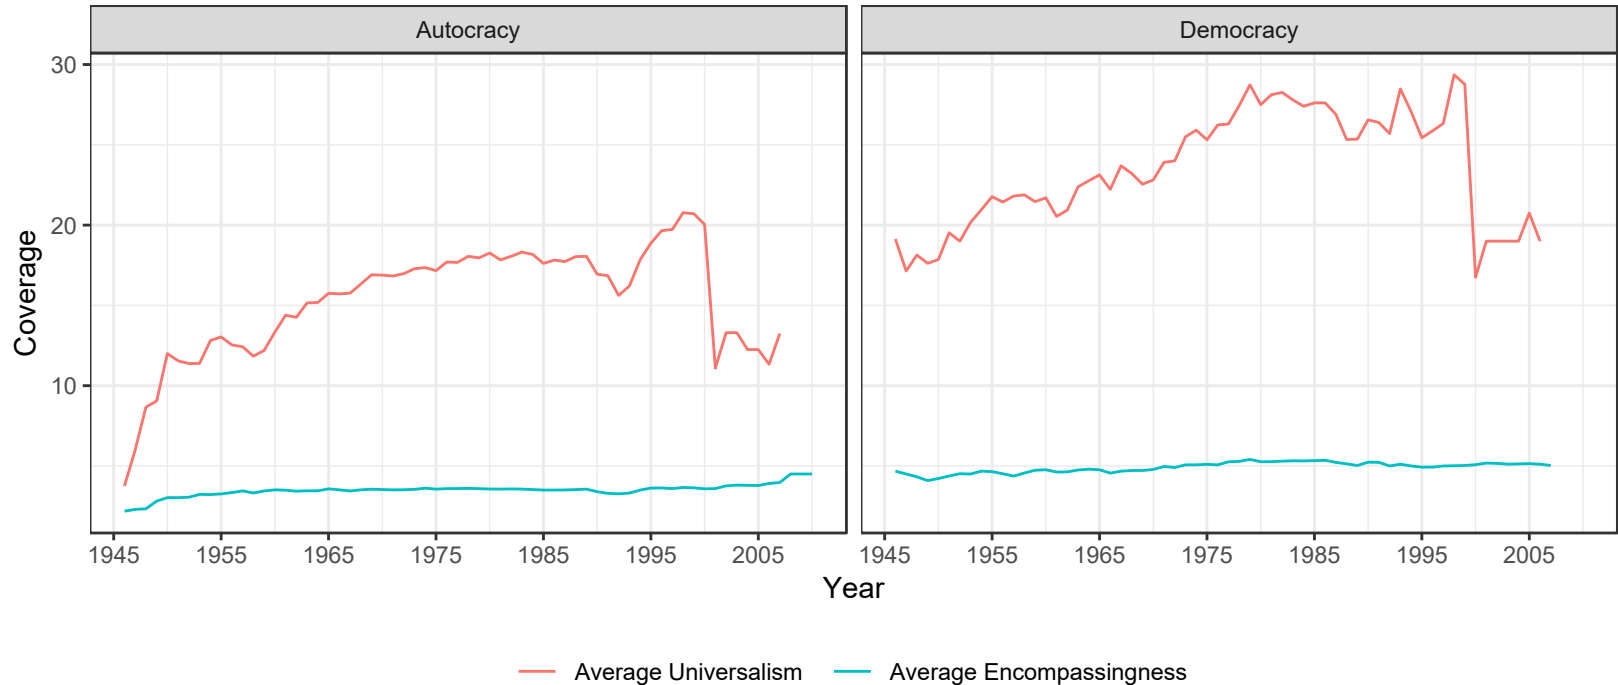 Autocracy Democracy
30
20
10
Coverage
1945 1955 1965 1975 1985 1995 2005 1945 1955 1965 1975 1985 1995 2005
Year
Average Universalism Average Encompassingness